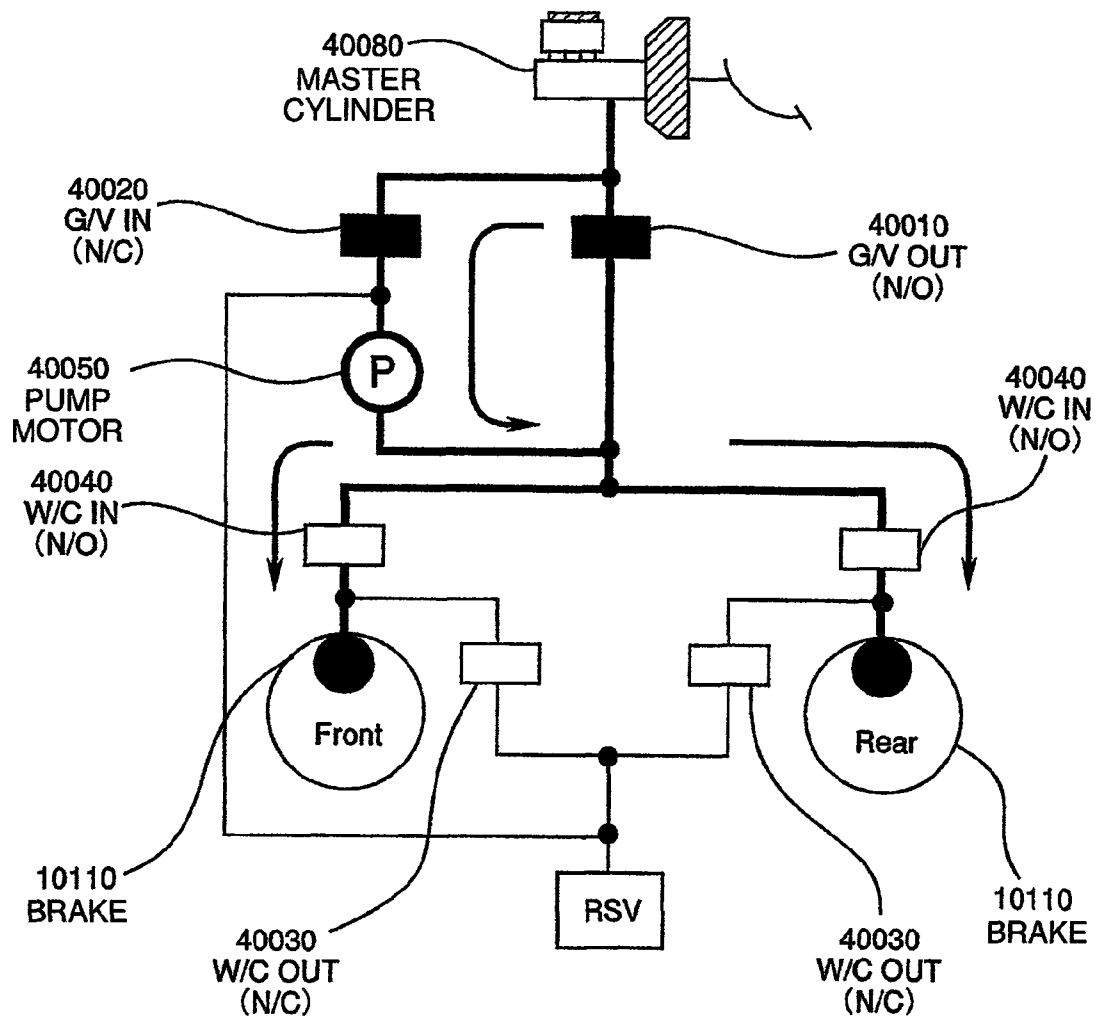 40080
MASTER
CYLINDER
40020
G/V IN
(N/C)
40010
G/V OUT
(N/O)
40050
PUMP
MOTOR
P
40040
W/C IN
(N/O)
40040
W/C IN
(N/O)
Front
Rear
10110
BRAKE
RSV
10110
BRAKE
40030
W/C OUT
(N/C)
40030
W/C OUT
(N/C)